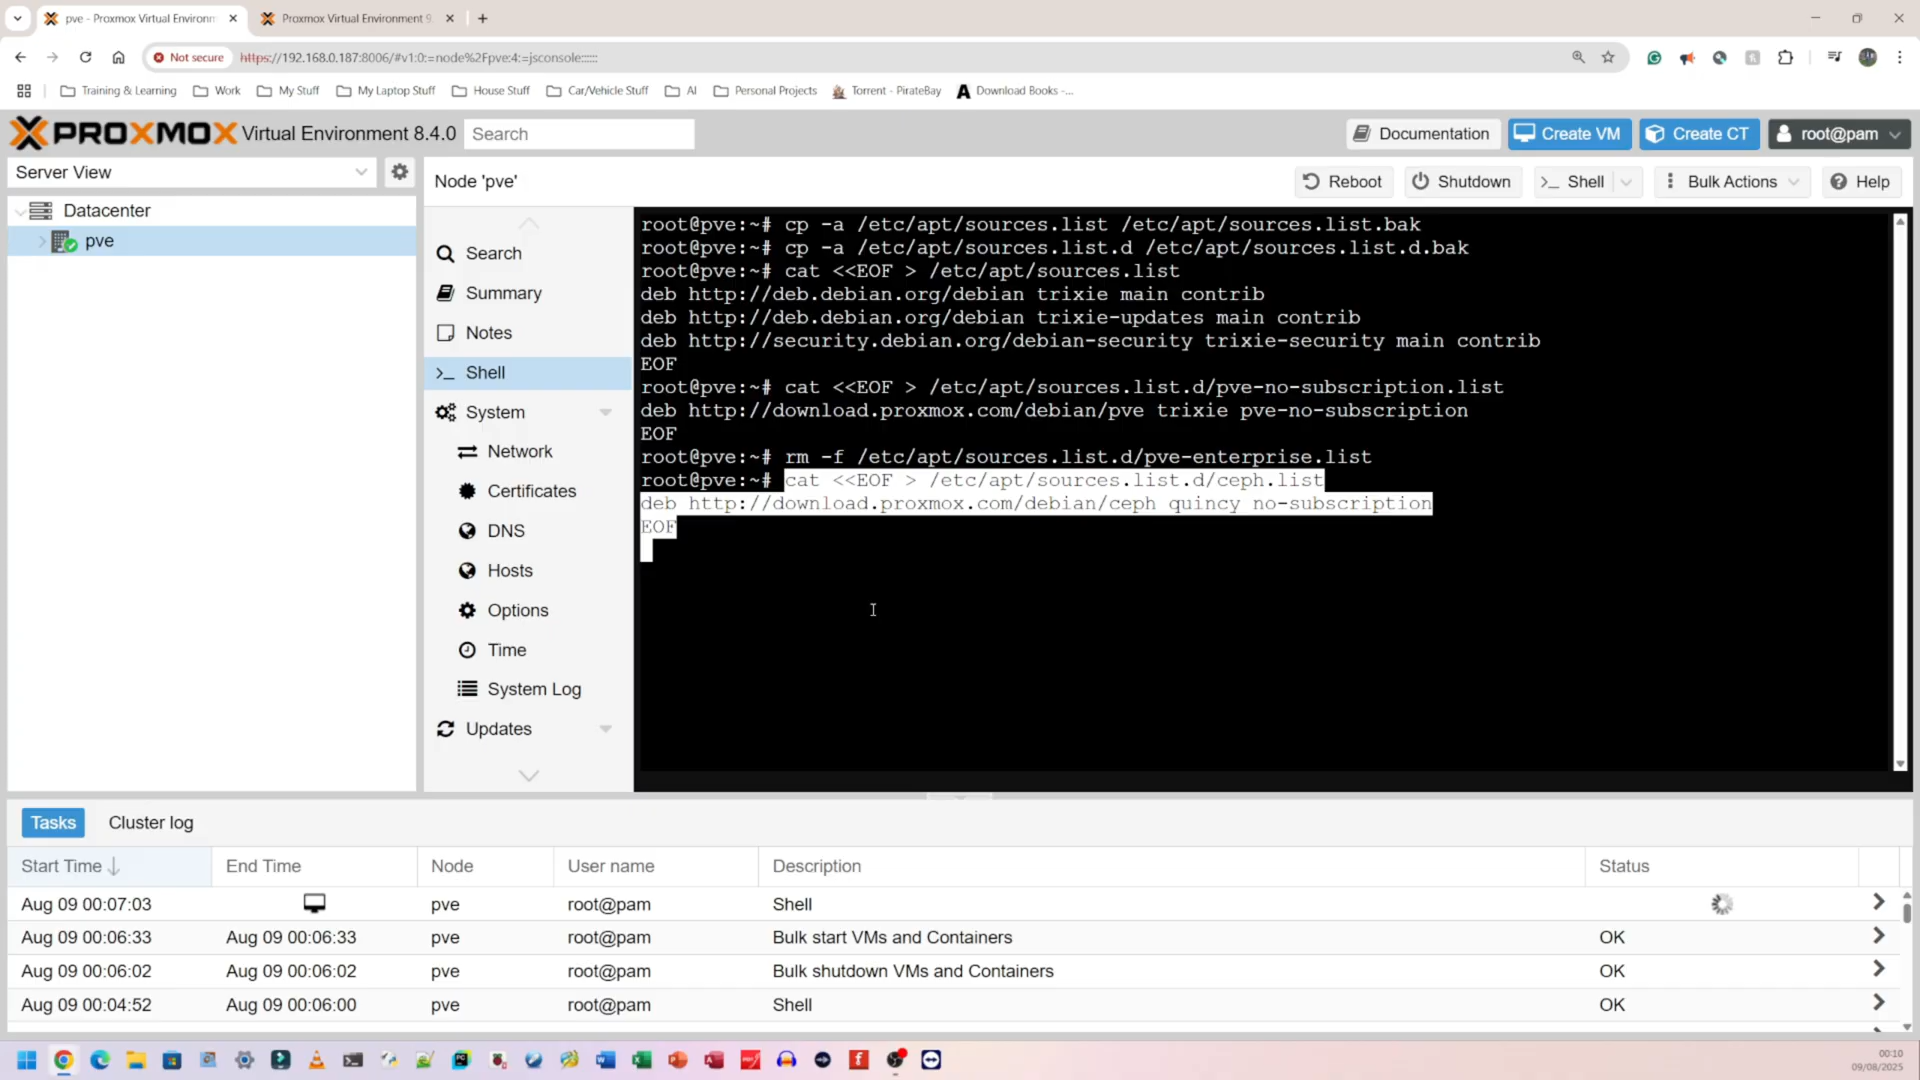 pve - Proxmox Virtual Environm
Proxmox Virtual Environment 9.
Not secure
https://192.168.0.187:8006/#v1:0:=node%2Fpve:4:=jsconsole::::::
Training & Learning
Work
My Stuff
My Laptop Stuff
House Stuff
Car/Vehicle Stuff
AI
Personal Projects
Torrent - PirateBay
Download Books -...
PROXMOX Virtual Environment 8.4.0
Search
Documentation
Create VM
Create CT
root@pam
Server View
Node 'pve'
Reboot
Shutdown
Shell
Bulk Actions
Help
Datacenter
pve
Search
Summary
Notes
Shell
System
Network
Certificates
DNS
Hosts
Options
Time
System Log
Updates
root@pve:~# cp -a /etc/apt/sources.list /etc/apt/sources.list.bak
root@pve:~# cp -a /etc/apt/sources.list.d /etc/apt/sources.list.d.bak
root@pve:~# cat <<EOF > /etc/apt/sources.list
deb http://deb.debian.org/debian trixie main contrib
deb http://deb.debian.org/debian trixie-updates main contrib
deb http://security.debian.org/debian-security trixie-security main contrib
EOF
root@pve:~# cat <<EOF > /etc/apt/sources.list.d/pve-no-subscription.list
deb http://download.proxmox.com/debian/pve trixie pve-no-subscription
EOF
root@pve:~# rm -f /etc/apt/sources.list.d/pve-enterprise.list
root@pve:~# cat <<EOF > /etc/apt/sources.list.d/ceph.list
deb http://download.proxmox.com/debian/ceph quincy no-subscription
EOF
Tasks
Cluster log
Start Time
End Time
Node
User name
Description
Status
Aug 09 00:07:03
pve
root@pam
Shell
Aug 09 00:06:33
Aug 09 00:06:33
pve
root@pam
Bulk start VMs and Containers
OK
Aug 09 00:06:02
Aug 09 00:06:02
pve
root@pam
Bulk shutdown VMs and Containers
OK
Aug 09 00:04:52
Aug 09 00:06:00
pve
root@pam
Shell
OK
00:10
09/08/2025